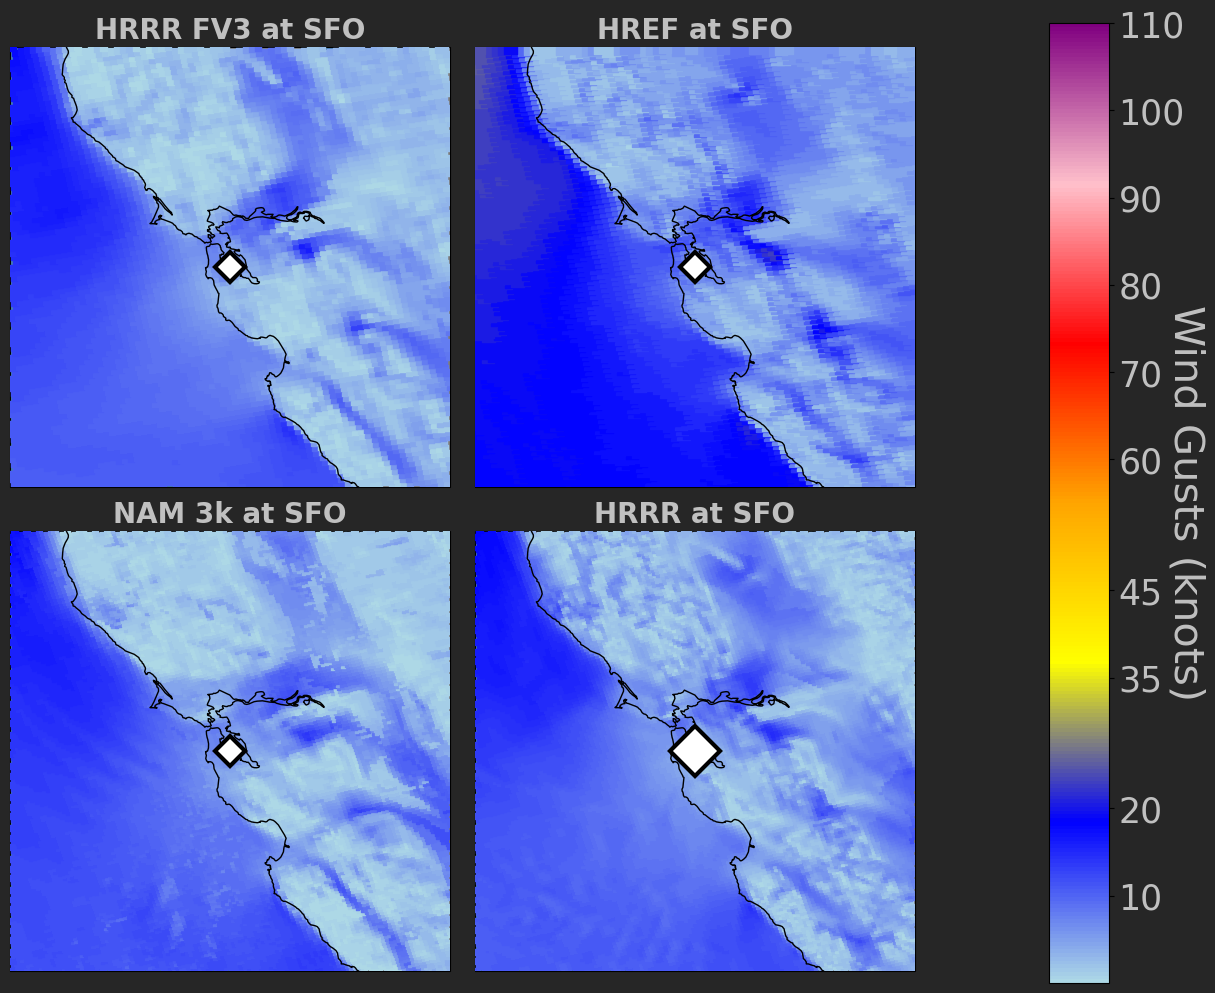 HRRR FV3 at SFO
HREF at SFO
NAM 3k at SFO
HRRR at SFO
110
100
90
80
70
60
45
35
20
10
Wind Gusts (knots)